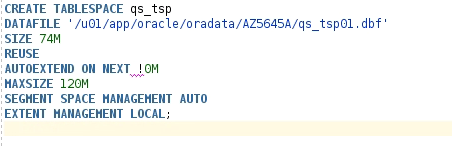 CREATE TABLESPACE qs_tsp
DATAFILE '/u01/app/oracle/oradata/AZ5645A/qs_tsp01.dbf'
SIZE 74M
REUSE
AUTOEXTEND ON NEXT !0M
MAXSIZE 120M
SEGMENT SPACE MANAGEMENT AUTO
EXTENT MANAGEMENT LOCAL;